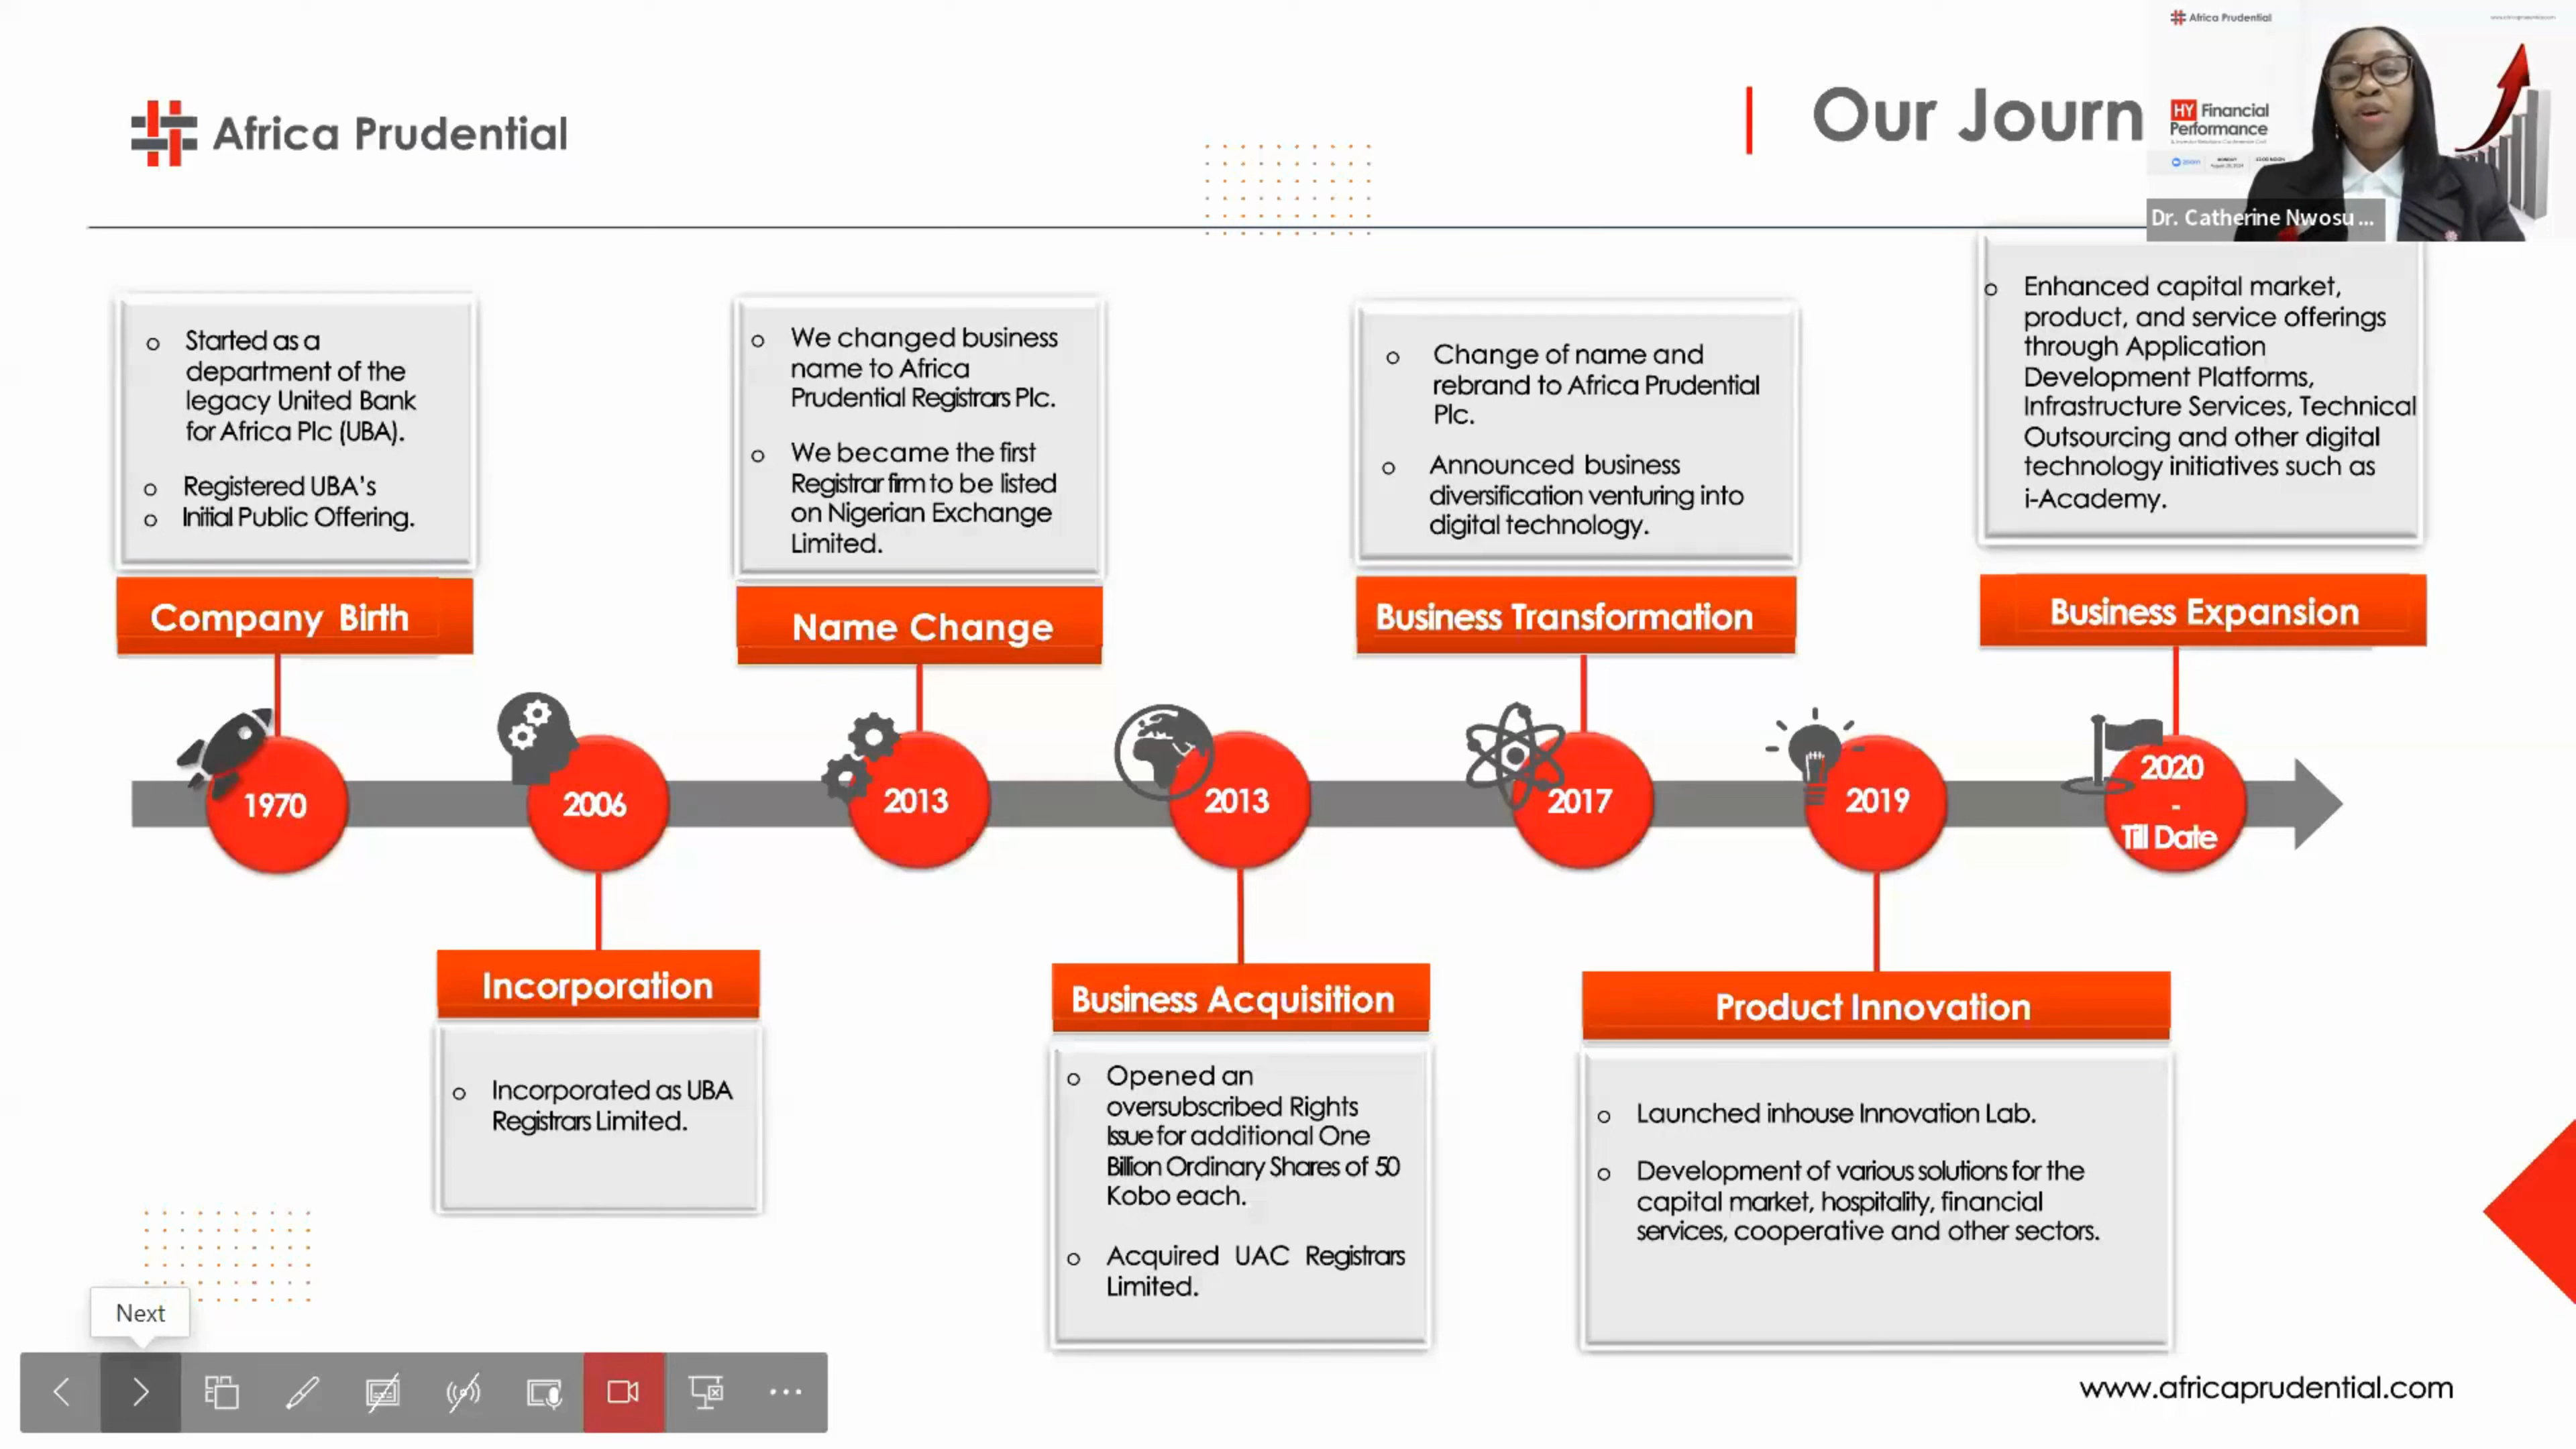 Africa Prudential
Our Journ
Africa Prudential
HY Financial
Performance
zoom
MONDAY
Dr. Catherine Nwosu ...
Started as a
department of the
legacy United Bank
for Africa Plc (UBA).
Registered UBA's
Initial Public Offering.
Company Birth
We changed business
name to Africa
Prudential Registrars Plc.
We became the first
Registrar firm to be listed
on Nigerian Exchange
Limited.
Name Change
Change of name and
rebrand to Africa Prudential
Plc.
Announced business
diversification venturing into
digital technology.
Business Transformation
Enhanced capital market,
product, and service offerings
through Application
Development Platforms,
Infrastructure Services, Technical
Outsourcing and other digital
technology initiatives such as
i-Academy.
Business Expansion
1970
2006
2013
2013
2017
2019
2020
-
Till Date
Incorporation
Incorporated as UBA
Registrars Limited.
Business Acquisition
Opened an
oversubscribed Rights
Issue for additional One
Billion Ordinary Shares of 50
Kobo each.
Acquired UAC Registrars
Limited.
Product Innovation
Launched inhouse Innovation Lab.
Development of various solutions for the
capital market, hospitality, financial
services, cooperative and other sectors.
Next
www.africaprudential.com